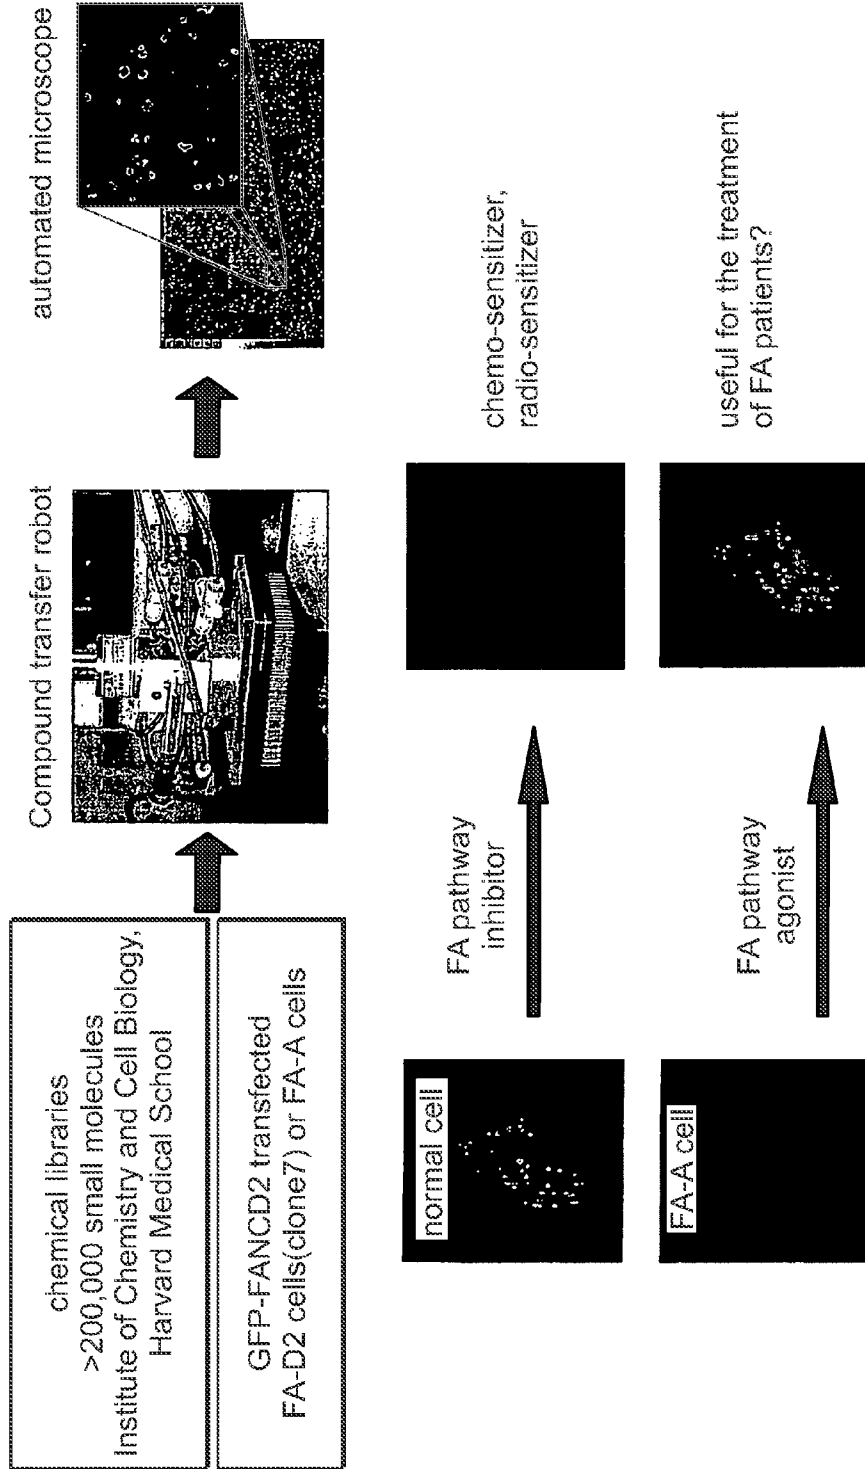 chemical libraries
>200,000 small molecules
Institute of Chemistry and Cell Biology,
Harvard Medical School
GFP-FANCD2 transfected
FA-D2 cells(clone7) or FA-A cells
Compound transfer robot
automated microscope
normal cell
FA pathway
inhibitor
chemo-sensitizer,
radio-sensitizer
FA-A cell
FA pathway
agonist
useful for the treatment
of FA patients?